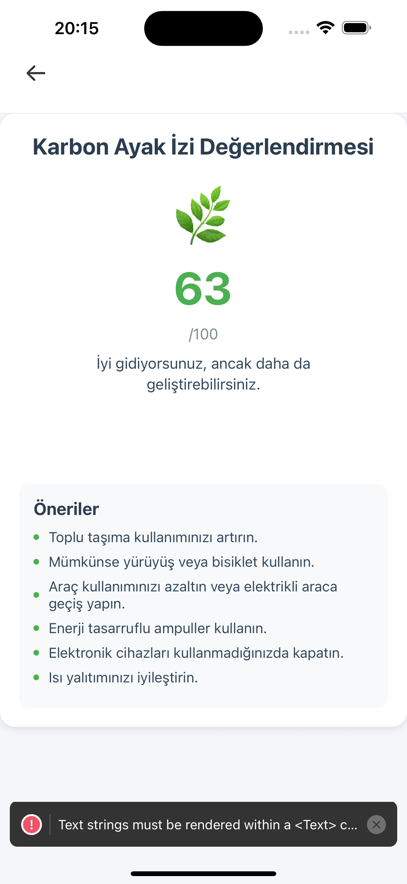 20:15
Karbon Ayak İzi Değerlendirmesi
63
/100
İyi gidiyorsunuz, ancak daha da
geliştirebilirsiniz.
Öneriler
Toplu taşıma kullanımınızı artırın.
Mümkünse yürüyüş veya bisiklet kullanın.
Araç kullanımınızı azaltın veya elektrikli araca
geçiş yapın.
Enerji tasarruflu ampuller kullanın.
Elektronik cihazları kullanmadığınızda kapatın.
Isı yalıtımınızı iyileştirin.
Text strings must be rendered within a <Text> c...